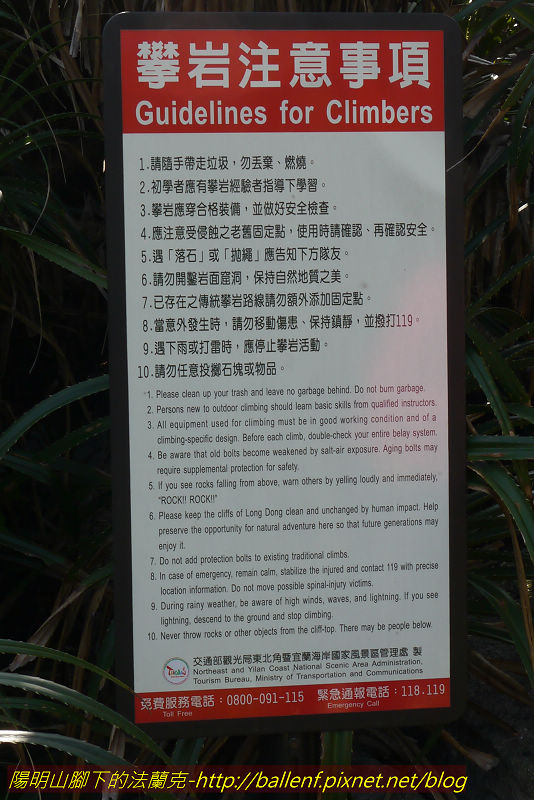 攀岩注意事項
Guidelines for Climbers
1.請隨手帶走垃圾，勿丟棄、燃燒。
2.初學者應有攀岩經驗者指導下學習。
3.攀岩應穿合格裝備，並做好安全檢查。
4.應注意受侵蝕之老舊固定點，使用時請確認、再確認安全。
5.遇「落石」或「拋繩」應告知下方隊友。
6.請勿開鑿岩面窟洞，保持自然地質之美。
7.已存在之傳統攀岩路線請勿額外添加固定點。
8.當意外發生時，請勿移動傷患、保持鎮靜，並撥打119。
9.遇下雨或打雷時，應停止攀岩活動。
10.請勿任意投擲石塊或物品。
1. Please clean up your trash and leave no garbage behind. Do not burn garbage.
2. Persons new to outdoor climbing should learn basic skills from qualified instructors.
3. All equipment used for climbing must be in good working condition and of a
climbing-specific design. Before each climb, double-check your entire belay system.
4. Be aware that old bolts become weakened by salt-air exposure. Aging bolts may
require supplemental protection for safety.
5. If you see rocks falling from above, warn others by yelling loudly and immediately,
"ROCK!! ROCK!!"
6. Please keep the cliffs of Long Dong clean and unchanged by human impact. Help
preserve the opportunity for natural adventure here so that future generations may
enjoy it.
7. Do not add protection bolts to existing traditional climbs.
8. In case of emergency, remain calm, stabilize the injured and contact 119 with precise
location information. Do not move possible spinal-injury victims.
9. During rainy weather, be aware of high winds, waves, and lightning. If you see
lightning, descend to the ground and stop climbing.
10. Never throw rocks or other objects from the cliff-top. There may be people below.
交通部觀光局東北角暨宜蘭海岸國家風景區管理處 製
Northeast and Yilan Coast National Scenic Area Administration,
Tourism Bureau, Ministry of Transportation and Communications
免費服務電話：0800-091-115 緊急通報電話：118.119
Toll Free Emergency Call
陽明山腳下的法蘭克-http://ballenf.pixnet.net/blog